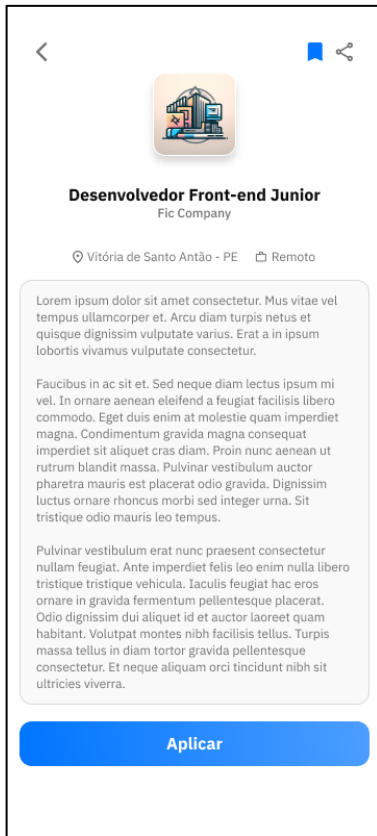 Desenvolvedor Front-end Junior
Fic Company
Vitória de Santo Antão - PE Remoto
Lorem ipsum dolor sit amet consectetur. Mus vitae vel
tempus ullamcorper et. Arcu diam turpis netus et
quisque dignissim vulputate varius. Erat a in ipsum
lobortis vivamus vulputate consectetur.
Faucibus in ac sit et. Sed neque diam lectus ipsum mi
vel. In ornare aenean eleifend a feugiat facilisis libero
commodo. Eget duis enim at molestie quam imperdiet
magna. Condimentum gravida magna consequat
imperdiet sit aliquet cras diam. Proin nunc aenean ut
rutrum blandit massa. Pulvinar vestibulum auctor
pharetra mauris est placerat odio gravida. Dignissim
luctus ornare rhoncus morbi sed integer urna. Sit
tristique odio mauris leo tempus.
Pulvinar vestibulum erat nunc praesent consectetur
nullam feugiat. Ante imperdiet felis leo enim nulla libero
tristique tristique vehicula. Iaculis feugiat hac eros
ornare in gravida fermentum pellentesque placerat.
Odio dignissim dui aliquet id et auctor laoreet quam
habitant. Volutpat montes nibh facilisis tellus. Turpis
massa tellus in diam tortor gravida pellentesque
consectetur. Et neque aliquam orci tincidunt nibh sit
ultricies viverra.
Aplicar